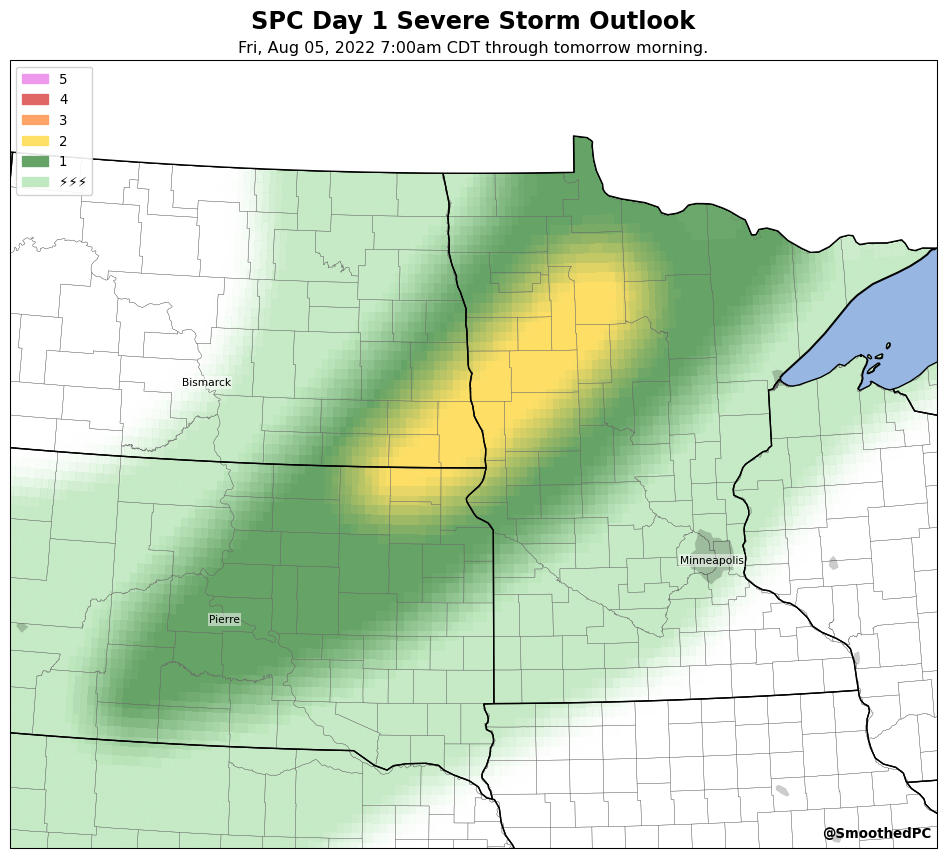 SPC Day 1 Severe Storm Outlook
Fri, Aug 05, 2022 7:00am CDT through tomorrow morning.
5
4
3
2
1
⚡⚡⚡
Bismarck
Minneapolis
Pierre
@SmoothedPC